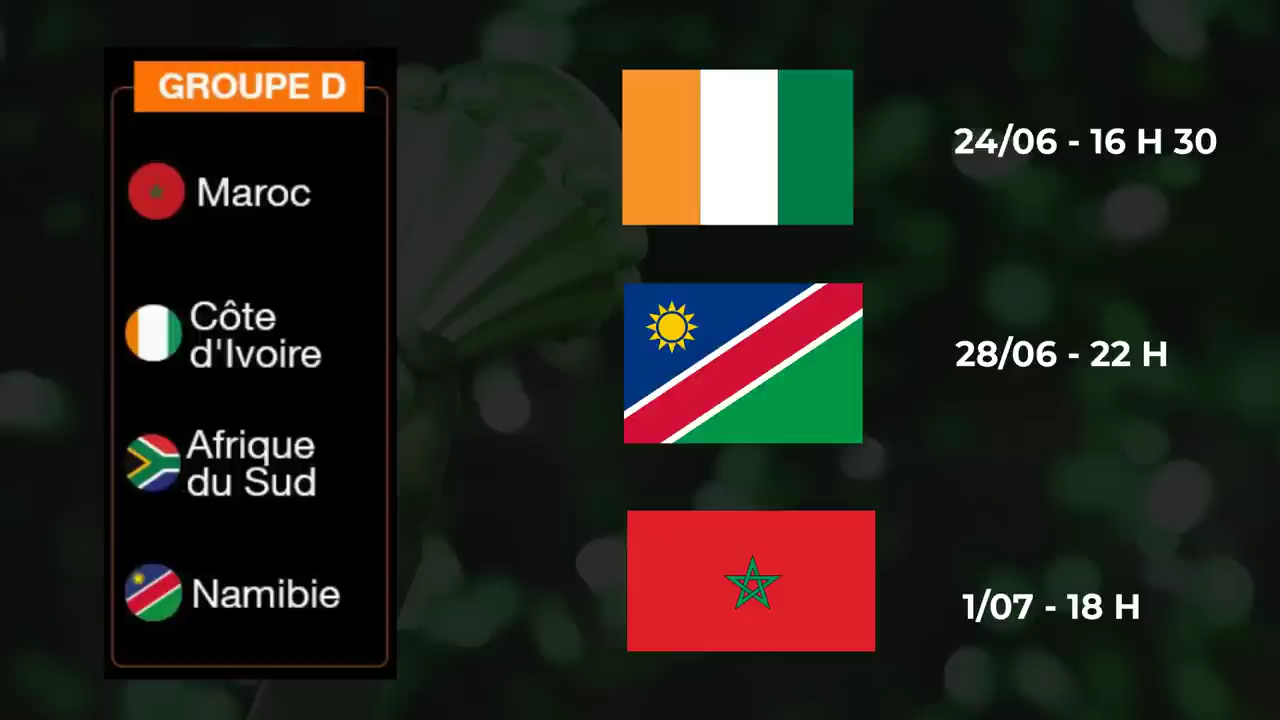 GROUPE D
Maroc
Côte
d'Ivoire
Afrique
du Sud
Namibie
24/06 - 16 H 30
28/06 - 22 H
1/07 - 18 H